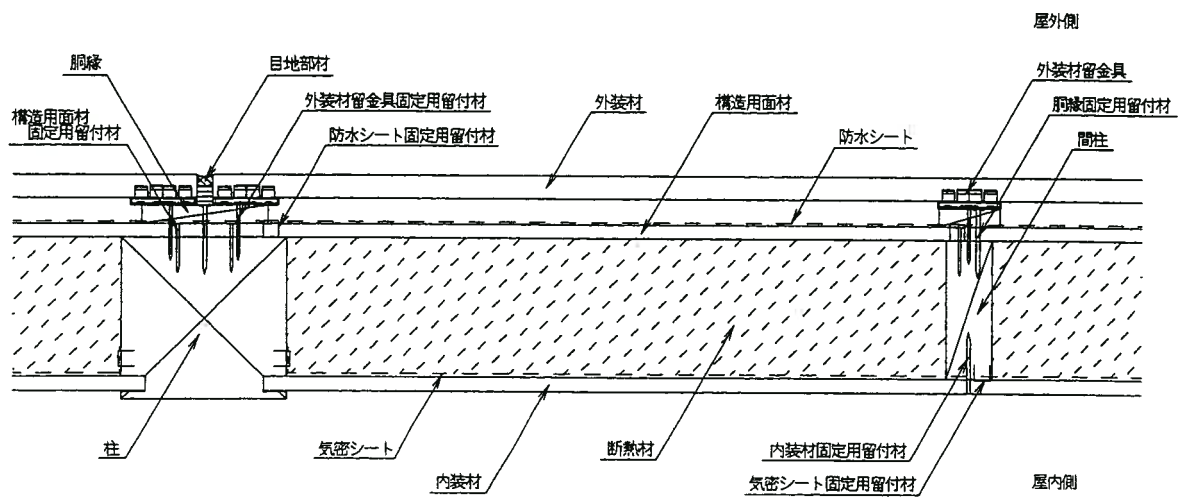 屋外側
胴縁
目地部材
外装材留金具
構造用面材
固定用留付材
外装材留金具固定用留付材
外装材
構造用面材
胴縁固定用留付材
防水シート固定用留付材
防水シート
間柱
柱
気密シート
断熱材
内装材固定用留付材
内装材
気密シート固定用留付材
屋内側